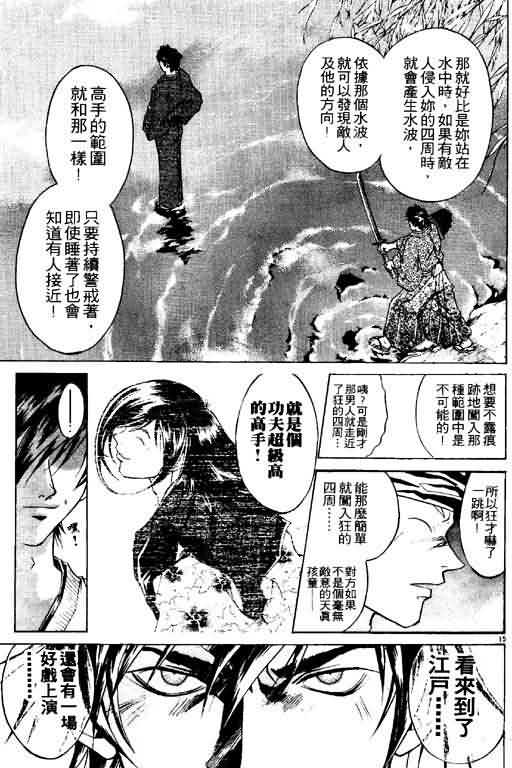 那就好比是妳站在
水中時，如果有敵
人侵入妳的四周時，
就會產生水波，
依據那個水波，
就可以發現敵人
及他的方向！
高手的範圍
就和那一樣！
只要持續警戒著，
即使睡著了也會
知道有人接近！
想要不露痕
跡地闖入那
種範圍中是
不可能的！
咦？可是剛才
那男人就走近
了狂的四周…
所以狂才嚇了
一跳啊！
能那麼簡單
就闖入狂的
四周……
對方如果
不是個毫無
敵意的天真
孩童
就是個
功夫超級高
的高手！
…！
嘆！
15
看來到了
江戶……
還會有一場
好戲上演
……